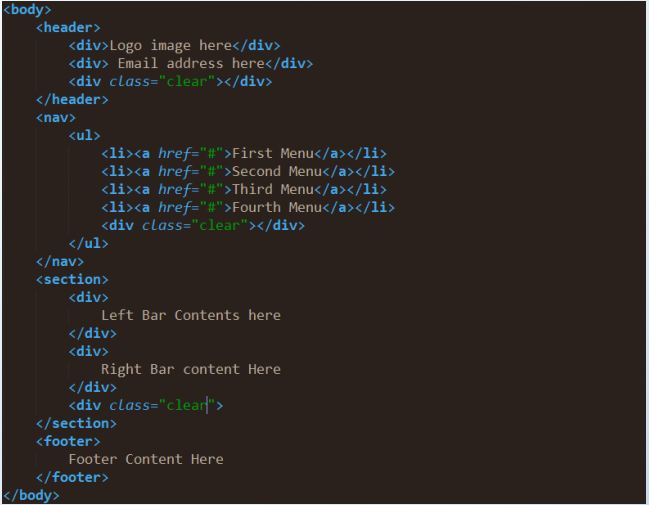 <body>
<header>
<div>Logo image here</div>
<div> Email address here</div>
<div class="clear"></div>
</header>
<nav>
<ul>
<li><a href="#">First Menu</a></li>
<li><a href="#">Second Menu</a></li>
<li><a href="#">Third Menu</a></li>
<li><a href="#">Fourth Menu</a></li>
<div class="clear"></div>
</ul>
</nav>
<section>
<div>
Left Bar Contents here
</div>
<div>
Right Bar content Here
</div>
<div class="clear">
</section>
<footer>
Footer Content Here
</footer>
</body>